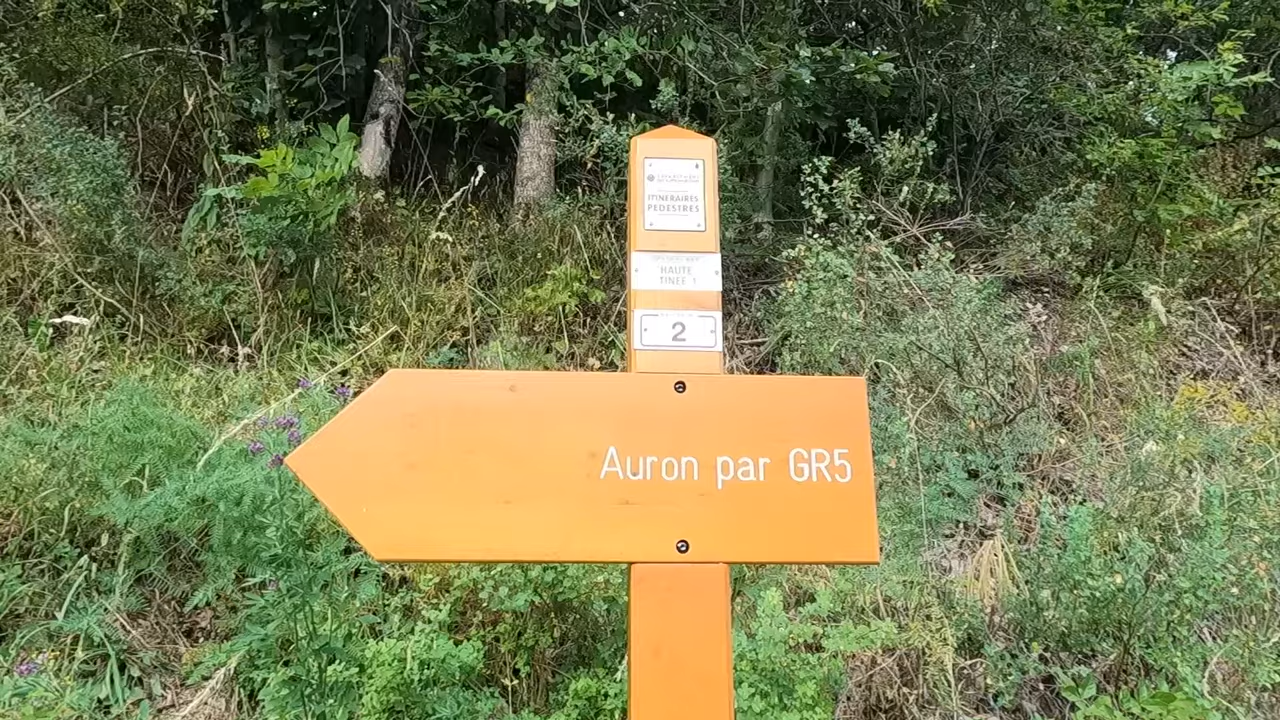 ITINERAIRES
PEDESTRES
HAUTE
TINEE 1
2
Auron par GR5